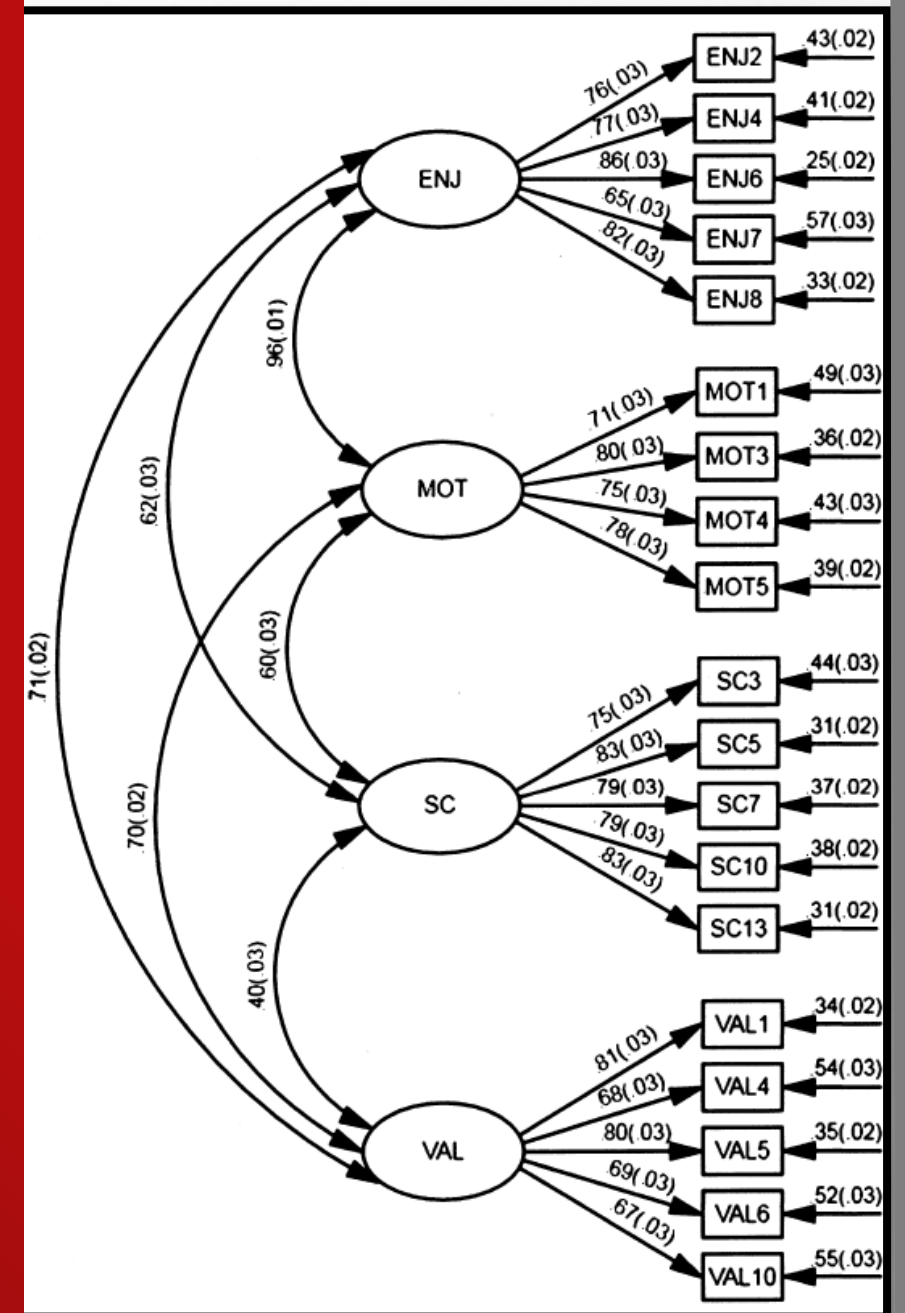 .43(.02)
.76(.03)
ENJ2
.41(.02)
.77(.03)
ENJ4
.25(.02)
.86(.03)
ENJ6
ENJ
.57(.03)
.65(.03)
ENJ7
.33(.02)
.82(.03)
ENJ8
.96(.01)
.49(.03)
.71(.03)
MOT1
.36(.02)
.80(.03)
MOT3
MOT
.43(.03)
.75(.03)
MOT4
.39(.02)
.78(.03)
MOT5
.62(.03)
.60(.03)
.71(.02)
.44(.03)
.75(.03)
SC3
.31(.02)
.83(.03)
SC5
.37(.02)
.79(.03)
SC7
SC
.38(.02)
.79(.03)
SC10
.31(.02)
.83(.03)
SC13
.70(.02)
.40(.03)
.34(.02)
.81(.03)
VAL1
.54(.03)
.68(.03)
VAL4
.35(.02)
.80(.03)
VAL5
VAL
.52(.03)
.69(.03)
VAL6
.55(.03)
.67(.03)
VAL10